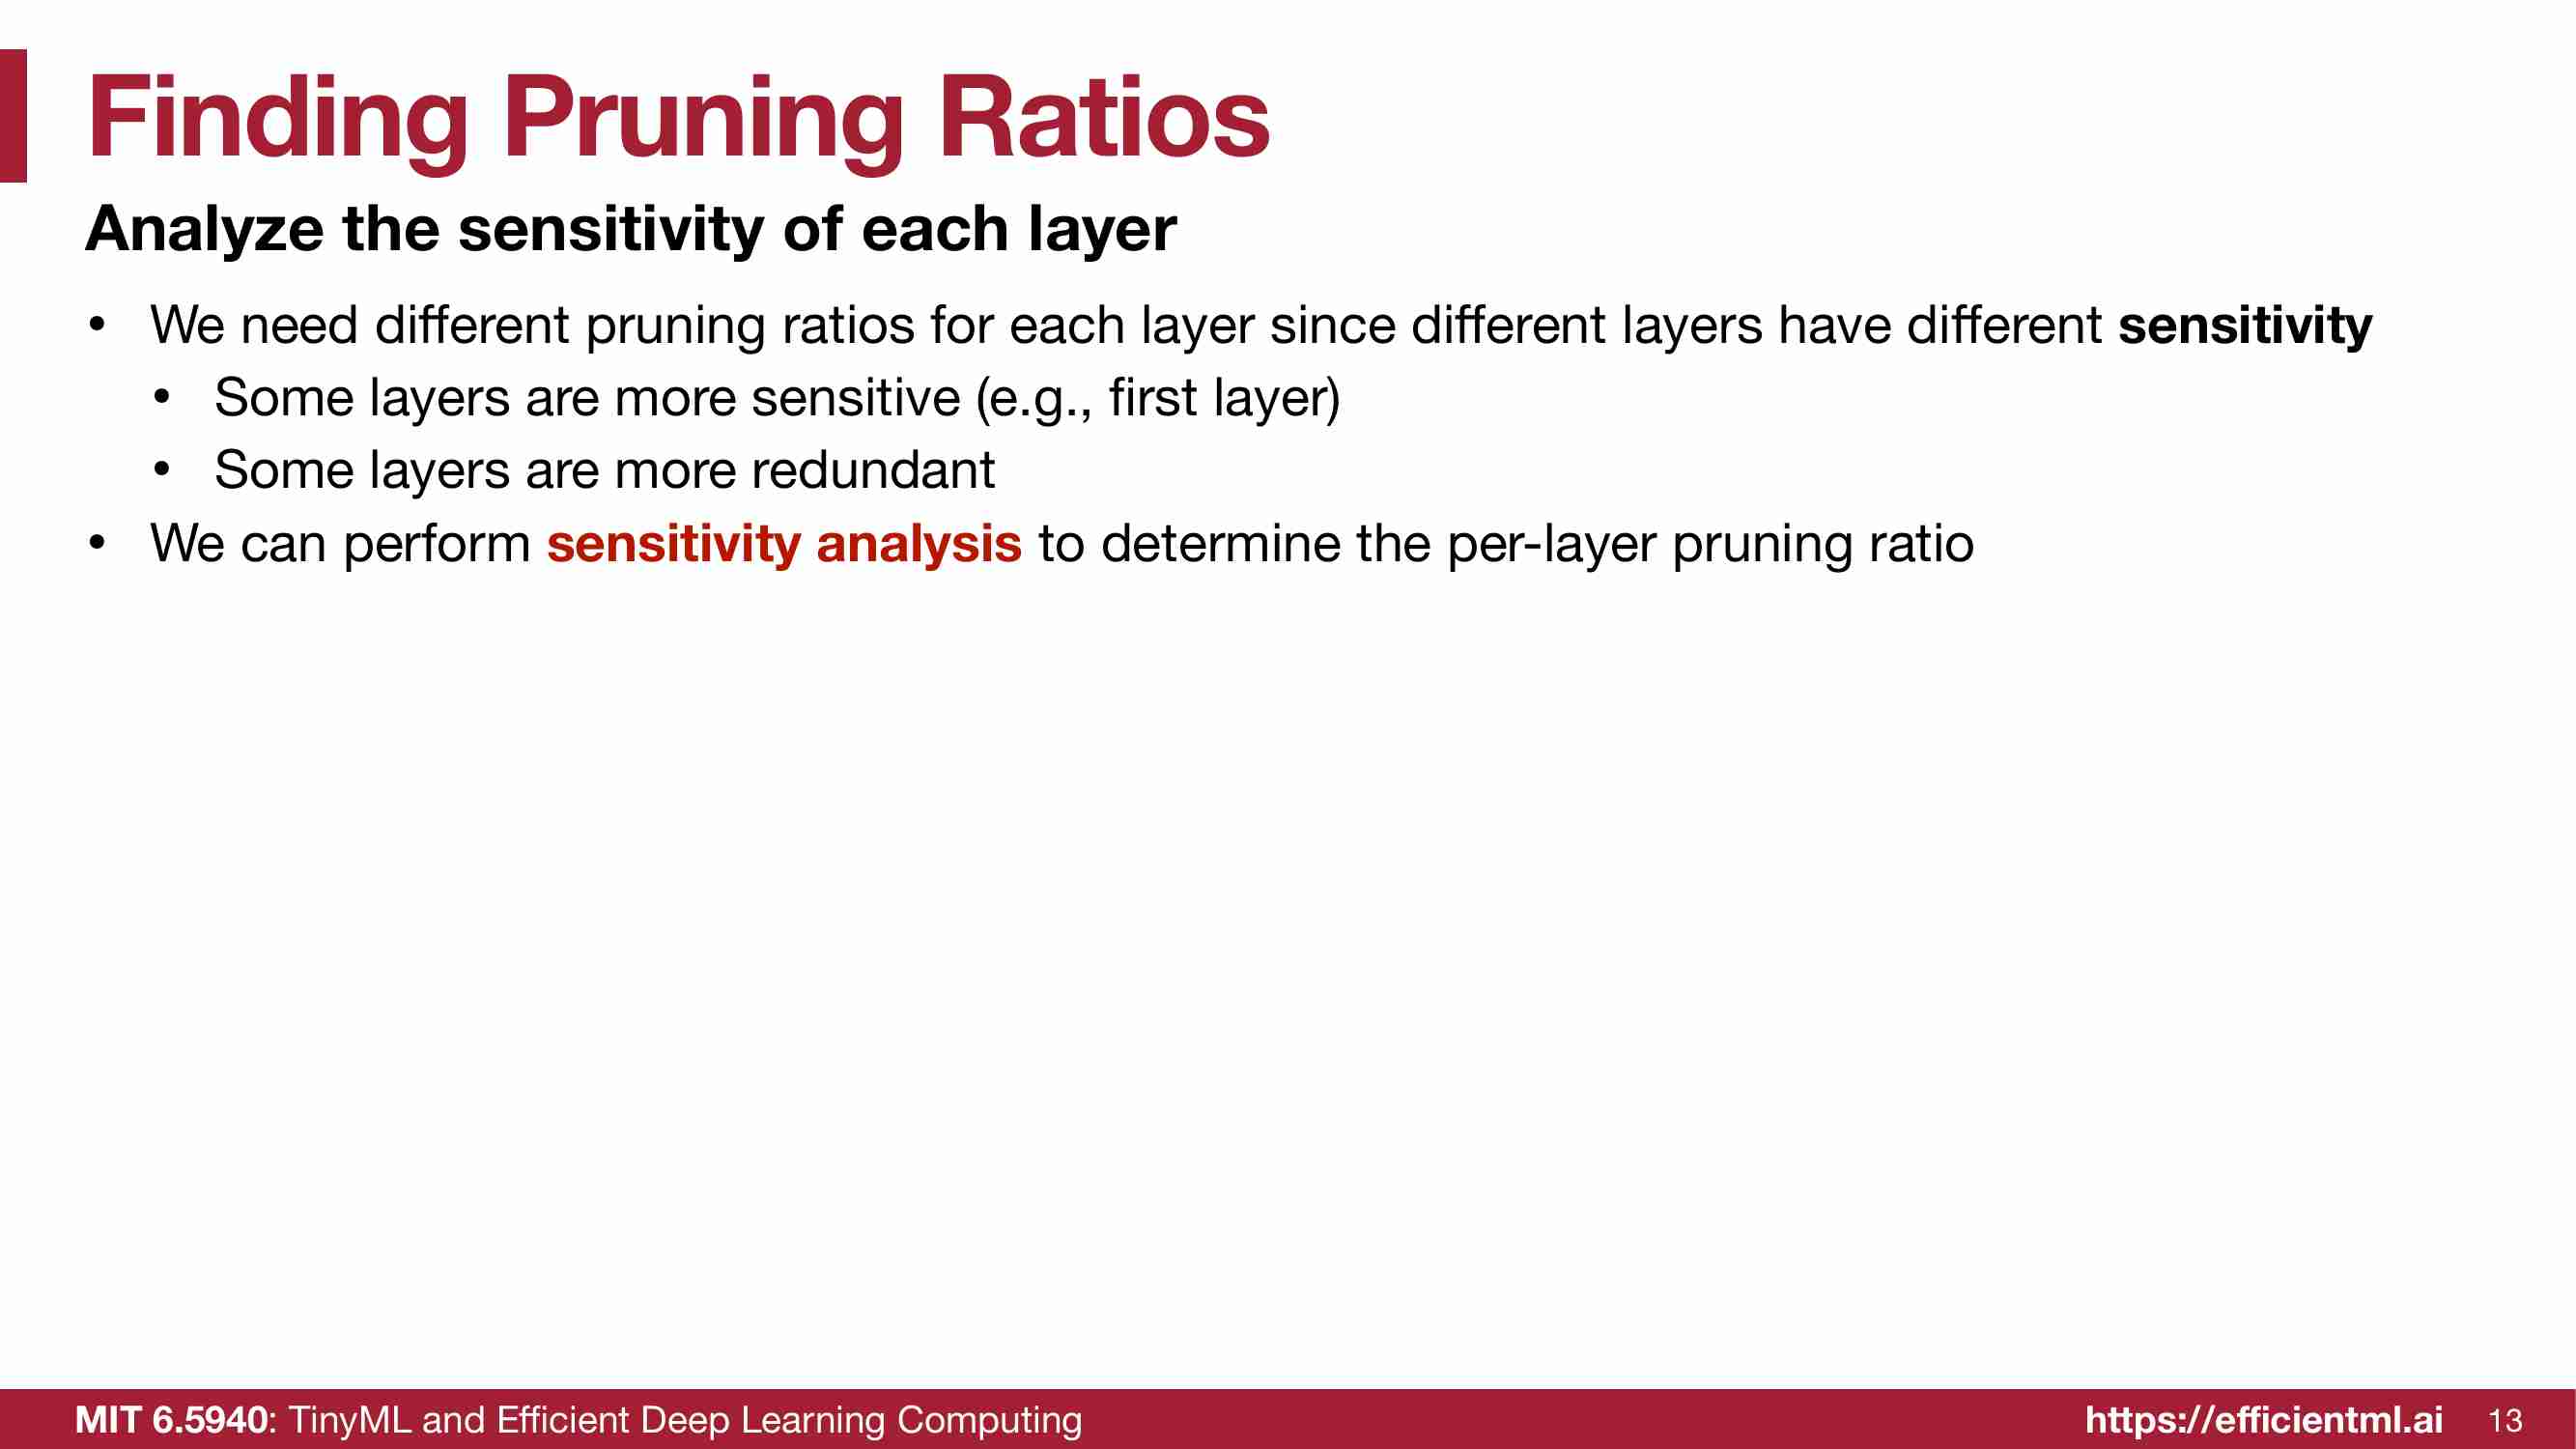 Finding Pruning Ratios
Analyze the sensitivity of each layer
• We need different pruning ratios for each layer since different layers have different sensitivity
• Some layers are more sensitive (e.g., first layer)
• Some layers are more redundant
• We can perform sensitivity analysis to determine the per-layer pruning ratio
MIT 6.5940: TinyML and Efficient Deep Learning Computing
https://efficientml.ai 13